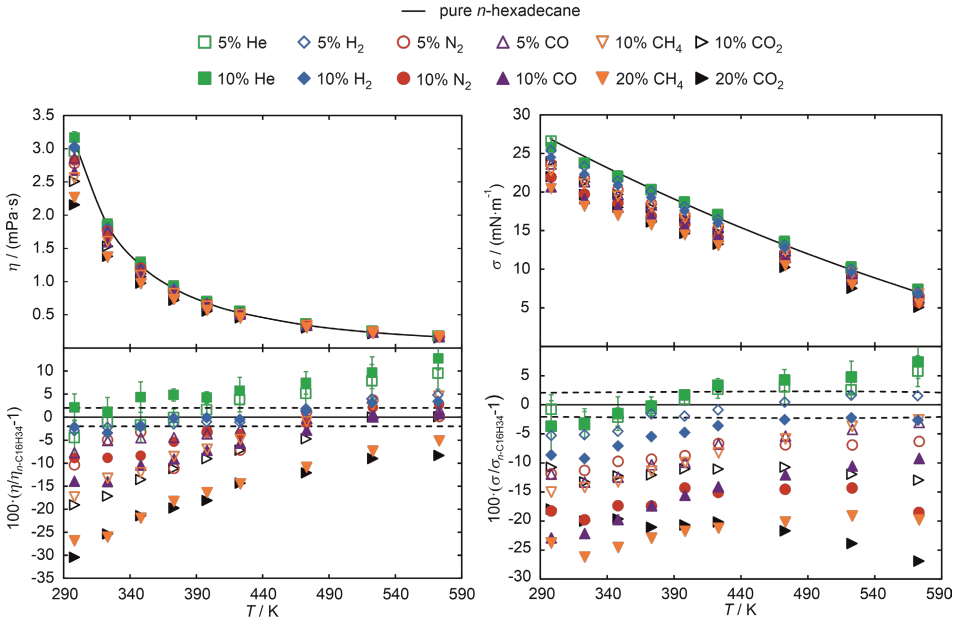 pure n-hexadecane
5% He 5% H2 5% N2 5% CO 10% CH4 10% CO2
10% He 10% H2 10% N2 10% CO 20% CH4 20% CO2
η / (mPa·s)
3.5
3.0
2.5
2.0
1.5
1.0
0.5
100·(η/ηn-C16H34-1)
10
5
0
-5
-10
-15
-20
-25
-30
-35
290 340 390 440 490 540 590
T / K
σ / (mN·m-1)
30
25
20
15
10
5
100·(σ/σn-C16H34-1)
10
5
0
-5
-10
-15
-20
-25
-30
290 340 390 440 490 540 590
T / K